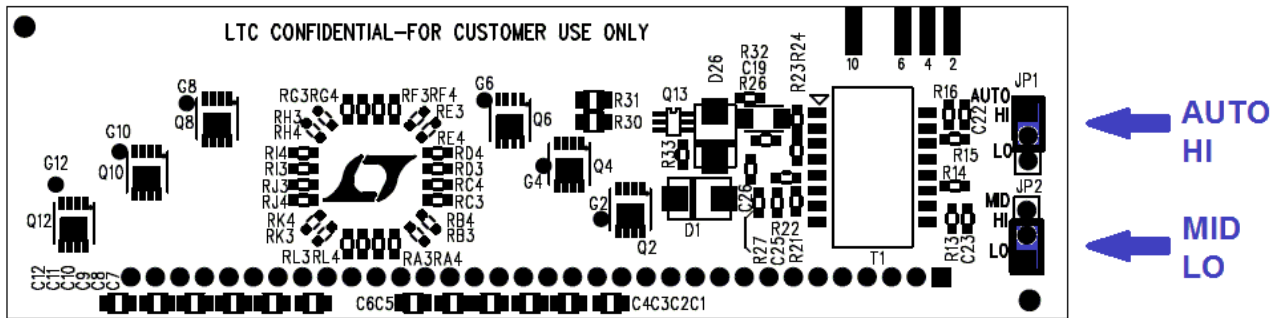 LTC CONFIDENTIAL-FOR CUSTOMER USE ONLY
10 6 4 2
G8
G6
D26
R32
C19
R26
R23R24
JP1
RG3RG4
RF3RF4
R31
R30
Q13
R16
AUTO
HI
LO
C22
RH3
RH4
RE3
RE4
Q8
Q6
G10
Q10
RI4
RI3
RJ3
RJ4
RD4
RD3
RC4
RC3
G4
Q4
R33
R15
R14
AUTO
HI
G12
Q12
RK4
RK3
RB4
RB3
G2
Q2
D1
C26
R22
R27
C25
R21
T1
R13
C23
JP2
MID
HI
LO
MID
LO
RL3RL4
RA3RA4
C12
C11
C10
C9
C8
C7
C6C5
C4C3C2C1